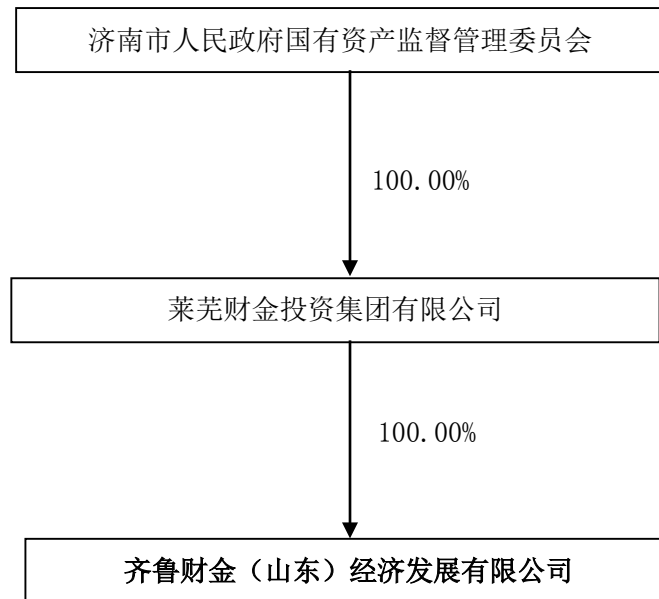 济南市人民政府国有资产监督管理委员会
100.00%
莱芜财金投资集团有限公司
100.00%
齐鲁财金（山东）经济发展有限公司